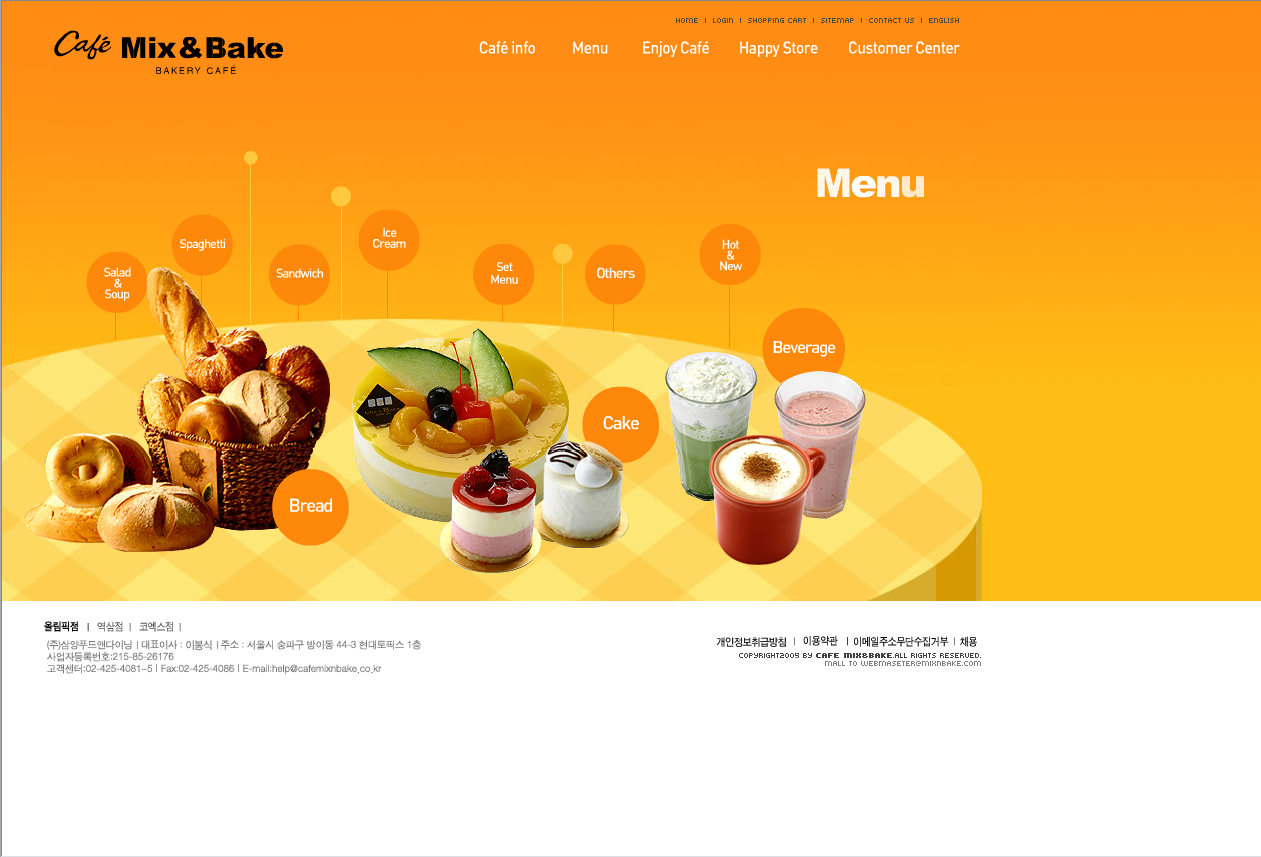 HOME | LOGIN | SHOPPING CART | SITEMAP | CONTACT US | ENGLISH
Café Mix & Bake
BAKERY CAFÉ
Café info Menu Enjoy Café Happy Store Customer Center
Menu
Salad
&
Soup
Spaghetti
Sandwich
Ice
Cream
Set
Menu
Others
Hot
&
New
Beverage
Cake
Bread
올림픽점 | 역삼점 | 코엑스점 |
(주)삼양푸드앤다이닝 | 대표이사 : 이봉식 | 주소 : 서울시 송파구 방이동 44-3 현대토픽스 1층
사업자등록번호:215-85-26176
고객센터:02-425-4081~5 | Fax:02-425-4086 | E-mail:help@cafemixnbake.co.kr
개인정보취급방침 | 이용약관 | 이메일주소무단수집거부 | 채용
COPYRIGHT2009 BY CAFE MIX&BAKE.ALL RIGHTS RESERVED.
MALL TO WEBMASETER@MIXNBAKE.COM